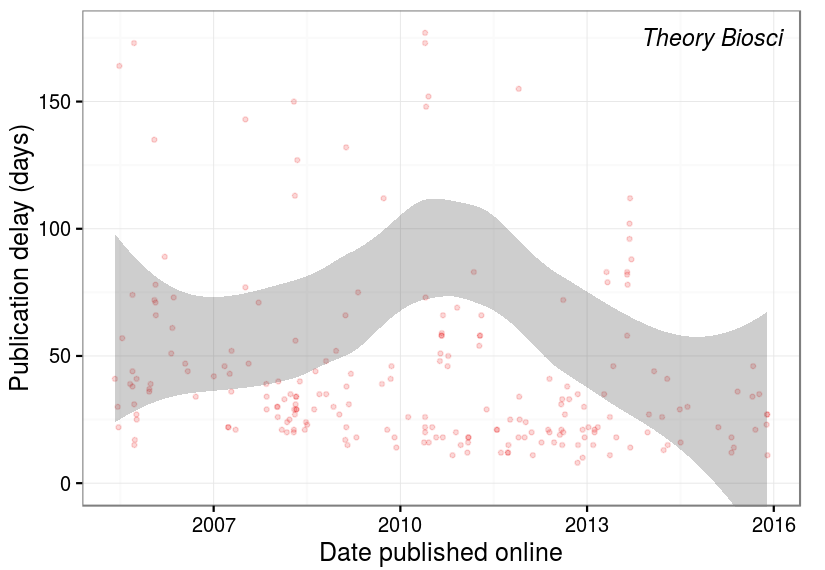 Theory Biosci
Publication delay (days)
150
100
50
0
2007 2010 2013 2016
Date published online